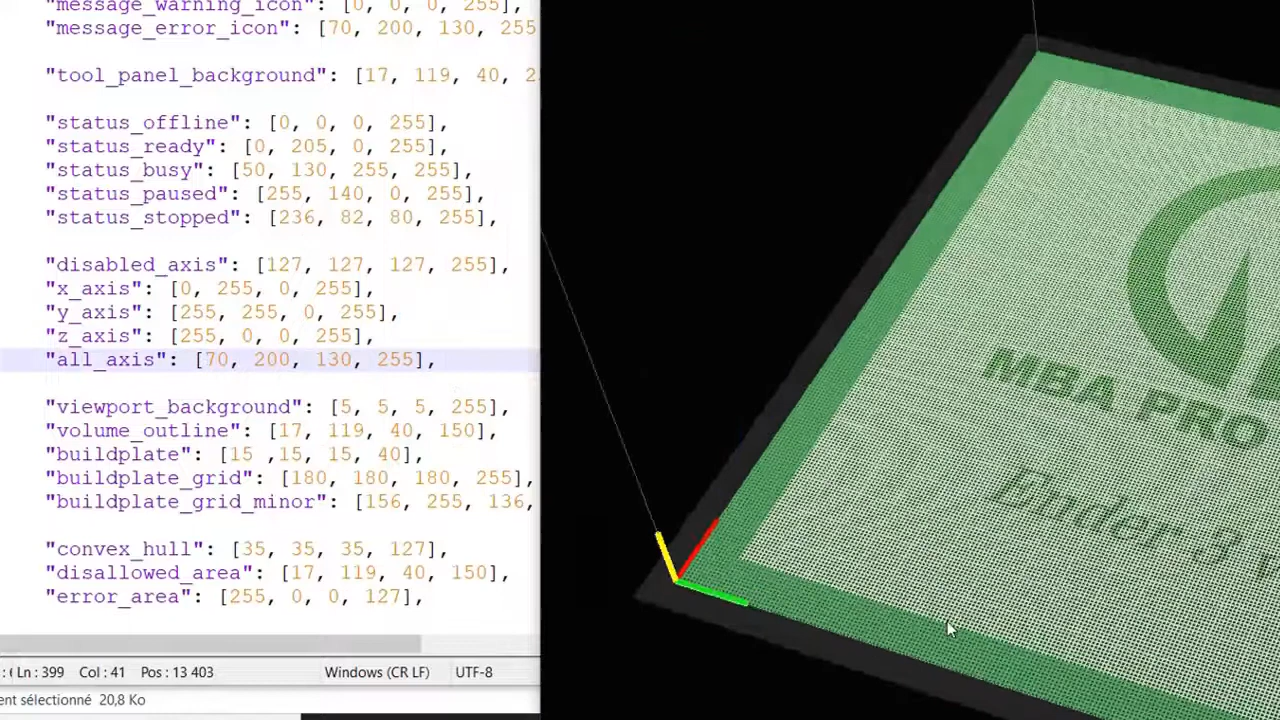 "message_warning_icon": [0, 0, 0, 255],
"message_error_icon": [70, 200, 130, 255
"tool_panel_background": [17, 119, 40, 2
"status_offline": [0, 0, 0, 255],
"status_ready": [0, 205, 0, 255],
"status_busy": [50, 130, 255, 255],
"status_paused": [255, 140, 0, 255],
"status_stopped": [236, 82, 80, 255],
"disabled_axis": [127, 127, 127, 255],
"x_axis": [0, 255, 0, 255],
"y_axis": [255, 255, 0, 255],
"z_axis": [255, 0, 0, 255],
"all_axis": [70, 200, 130, 255],
"viewport_background": [5, 5, 5, 255],
"volume_outline": [17, 119, 40, 150],
"buildplate": [15 ,15, 15, 40],
"buildplate_grid": [180, 180, 180, 255],
"buildplate_grid_minor": [156, 255, 136,
"convex_hull": [35, 35, 35, 127],
"disallowed_area": [17, 119, 40, 150],
"error_area": [255, 0, 0, 127],
Ln : 399 Col : 41 Pos : 13 403 Windows (CR LF) UTF-8
ent sélectionné 20,8 Ko
MBA PRO